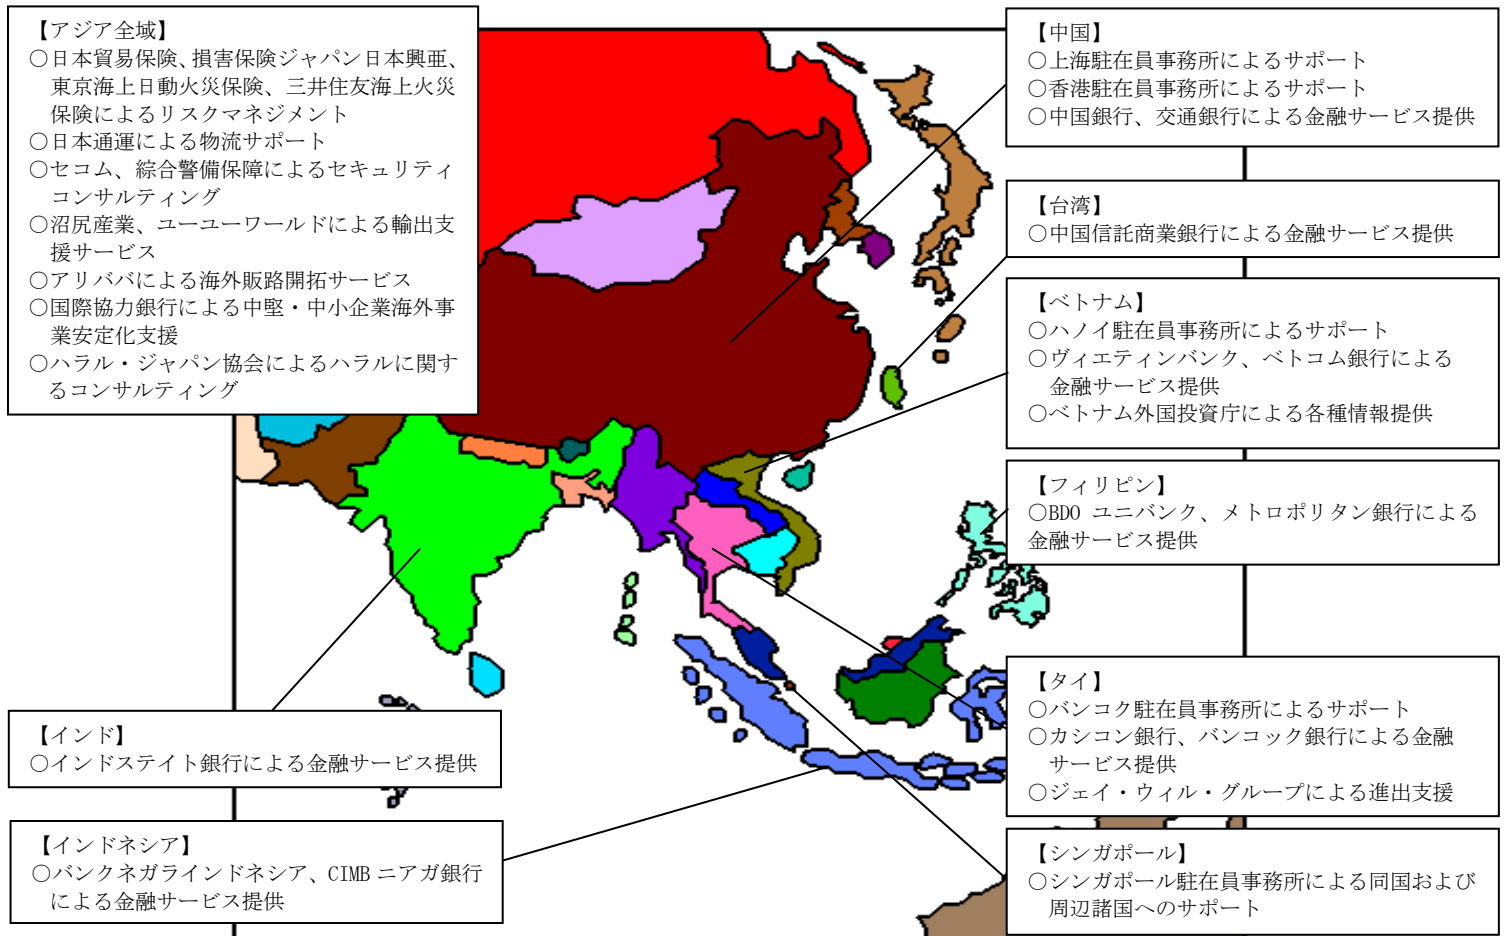 【アジア全域】
○日本貿易保険、損害保険ジャパン日本興亜、
東京海上日動火災保険、三井住友海上火災
保険によるリスクマネジメント
○日本通運による物流サポート
○セコム、綜合警備保障によるセキュリティ
コンサルティング
○沼尻産業、ユーユーワールドによる輸出支
援サービス
○アリババによる海外販路開拓サービス
○国際協力銀行による中堅・中小企業海外事
業安定化支援
○ハラル・ジャパン協会によるハラルに関す
るコンサルティング
【インド】
○インドステイト銀行による金融サービス提供
【インドネシア】
○バンクネガラインドネシア、CIMB ニアガ銀行
による金融サービス提供
【中国】
○上海駐在員事務所によるサポート
○香港駐在員事務所によるサポート
○中国銀行、交通銀行による金融サービス提供
【台湾】
○中国信託商業銀行による金融サービス提供
【ベトナム】
○ハノイ駐在員事務所によるサポート
○ヴィエティンバンク、ベトコム銀行による
金融サービス提供
○ベトナム外国投資庁による各種情報提供
【フィリピン】
○BDO ユニバンク、メトロポリタン銀行による
金融サービス提供
【タイ】
○バンコク駐在員事務所によるサポート
○カシコン銀行、バンコック銀行による金融
サービス提供
○ジェイ・ウィル・グループによる進出支援
【シンガポール】
○シンガポール駐在員事務所による同国および
周辺諸国へのサポート